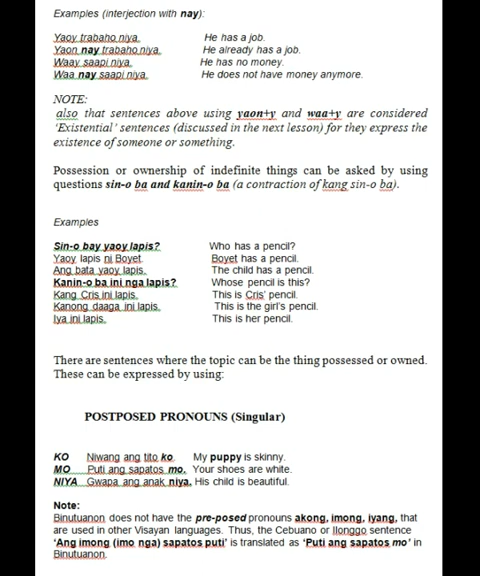 Examples (interjection with nay):
Yaoy trabaho niya. He has a job.
Yaon nay trabaho niya. He already has a job.
Waay saapi niya. He has no money.
Waa nay saapi niya. He does not have money anymore.
NOTE:
also that sentences above using yaon+y and waa+y are considered
'Existential' sentences (discussed in the next lesson) for they express the
existence of someone or something.
Possession or ownership of indefinite things can be asked by using
questions sin-o ba and kanin-o ba (a contraction of kang sin-o ba).
Examples
Sin-o bay yaoy lapis? Who has a pencil?
Yaoy lapis ni Boyet. Boyet has a pencil.
Ang bata yaoy lapis. The child has a pencil.
Kanin-o ba ini nga lapis? Whose pencil is this?
Kang Cris ini lapis. This is Cris' pencil.
Kanong daaga ini lapis. This is the girl's pencil.
Iya ini lapis. This is her pencil.
There are sentences where the topic can be the thing possessed or owned.
These can be expressed by using:
POSTPOSED PRONOUNS (Singular)
KO Niwang ang tito ko. My puppy is skinny.
MO Puti ang sapatos mo. Your shoes are white.
NIYA Gwapa ang anak niya. His child is beautiful.
Note:
Binutuanon does not have the pre-posed pronouns akong, imong, iyang, that
are used in other Visayan languages. Thus, the Cebuano or Ilonggo sentence
'Ang imong (imo nga) sapatos puti' is translated as 'Puti ang sapatos mo' in
Binutuanon.